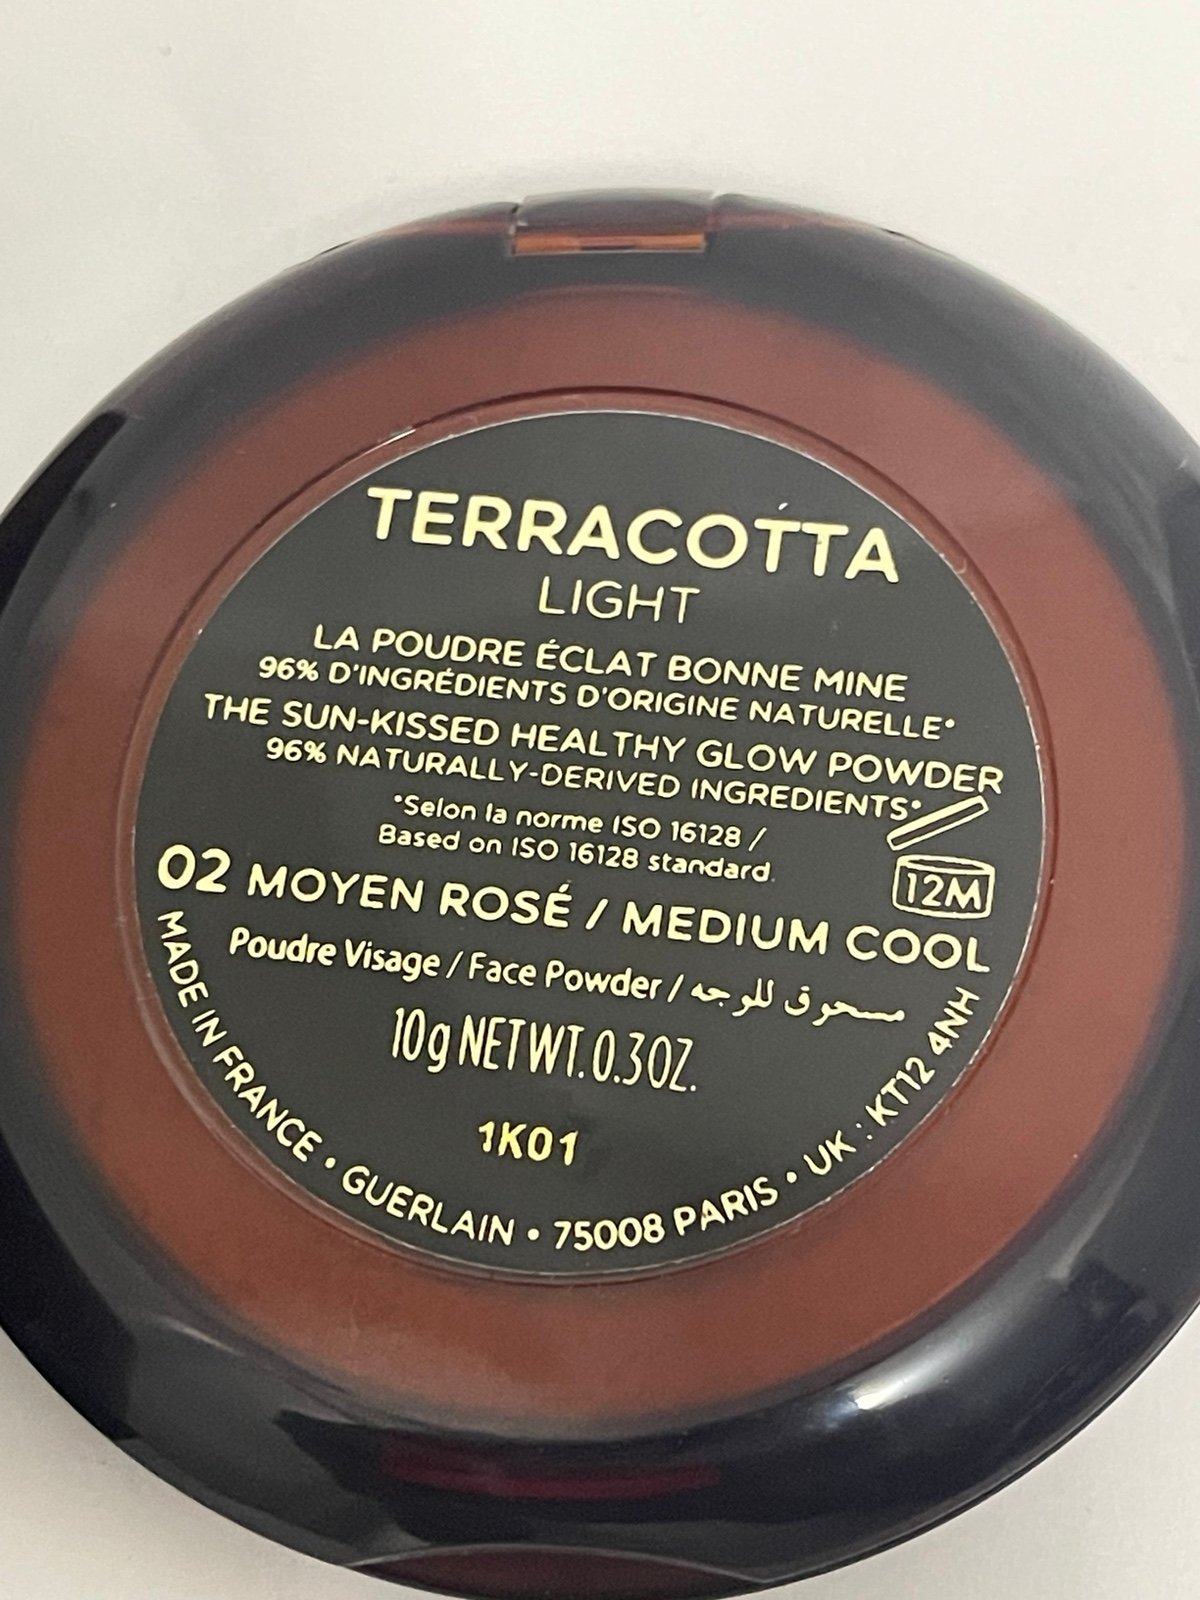 TERRACOTTA
LIGHT
LA POUDRE ÉCLAT BONNE MINE
96% D'INGRÉDIENTS D'ORIGINE NATURELLE*
THE SUN-KISSED HEALTHY GLOW POWDER
96% NATURALLY-DERIVED INGREDIENTS*
*Selon la norme ISO 16128 /
Based on ISO 16128 standard.
12M
02 MOYEN ROSÉ / MEDIUM COOL
Poudre Visage / Face Powder / مسحوق للوجه
10g NET WT. 0.3 OZ.
1K01
MADE IN FRANCE • GUERLAIN • 75008 PARIS • UK : KT12 4NH